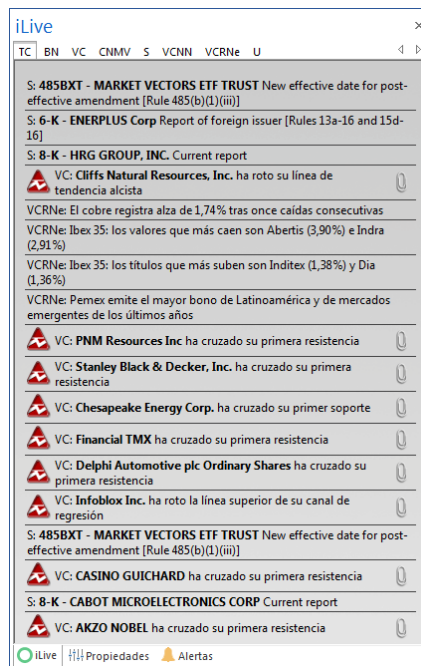 iLive
TC BN VC CNMV S VCNN VCRNe U
S: 485BXT - MARKET VECTORS ETF TRUST New effective date for post-
effective amendment [Rule 485(b)(1)(iii)]
S: 6-K - ENERPLUS Corp Report of foreign issuer [Rules 13a-16 and 15d-
16]
S: 8-K - HRG GROUP, INC. Current report
VC: Cliffs Natural Resources, Inc. ha roto su línea de
tendencia alcista
VCRNe: El cobre registra alza de 1,74% tras once caídas consecutivas
VCRNe: Ibex 35: los valores que más caen son Abertis (3,90%) e Indra
(2,91%)
VCRNe: Ibex 35: los títulos que más suben son Inditex (1,38%) y Dia
(1,36%)
VCRNe: Pemex emite el mayor bono de Latinoamérica y de mercados
emergentes de los últimos años
VC: PNM Resources Inc ha cruzado su primera resistencia
VC: Stanley Black & Decker, Inc. ha cruzado su primera
resistencia
VC: Chesapeake Energy Corp. ha cruzado su primer soporte
VC: Financial TMX ha cruzado su primera resistencia
VC: Delphi Automotive plc Ordinary Shares ha cruzado su
primera resistencia
VC: Infoblox Inc. ha roto la línea superior de su canal de
regresión
S: 485BXT - MARKET VECTORS ETF TRUST New effective date for post-
effective amendment [Rule 485(b)(1)(iii)]
VC: CASINO GUICHARD ha cruzado su primera resistencia
S: 8-K - CABOT MICROELECTRONICS CORP Current report
VC: AKZO NOBEL ha cruzado su primera resistencia
iLive Propiedades Alertas